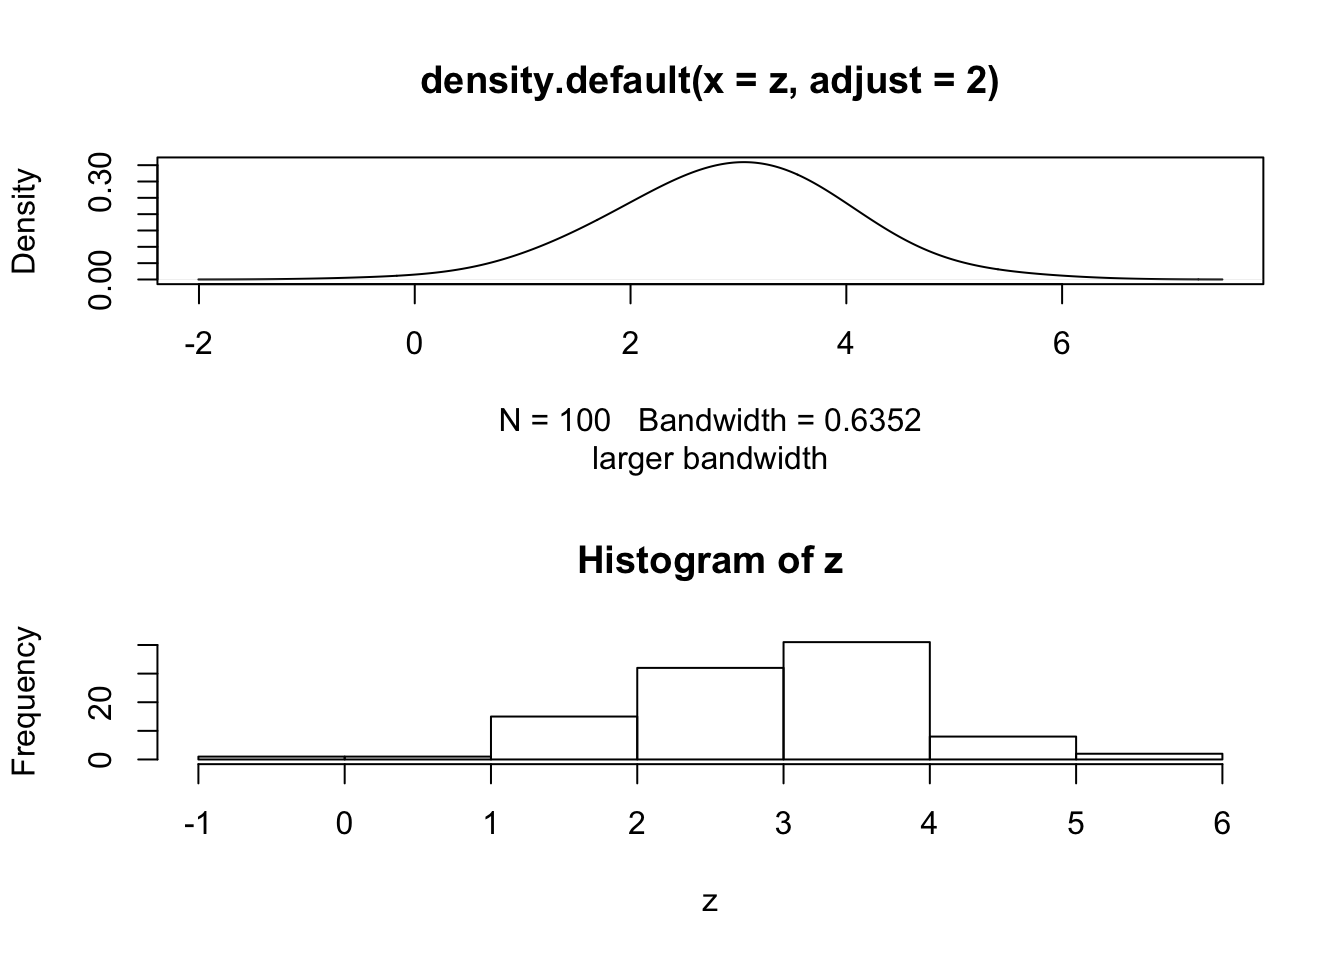 density.default(x = z, adjust = 2)
Density
0.30
0.00
-2 0 2 4 6
N = 100 Bandwidth = 0.6352
larger bandwidth
Histogram of z
Frequency
20
0
-1 0 1 2 3 4 5 6
z